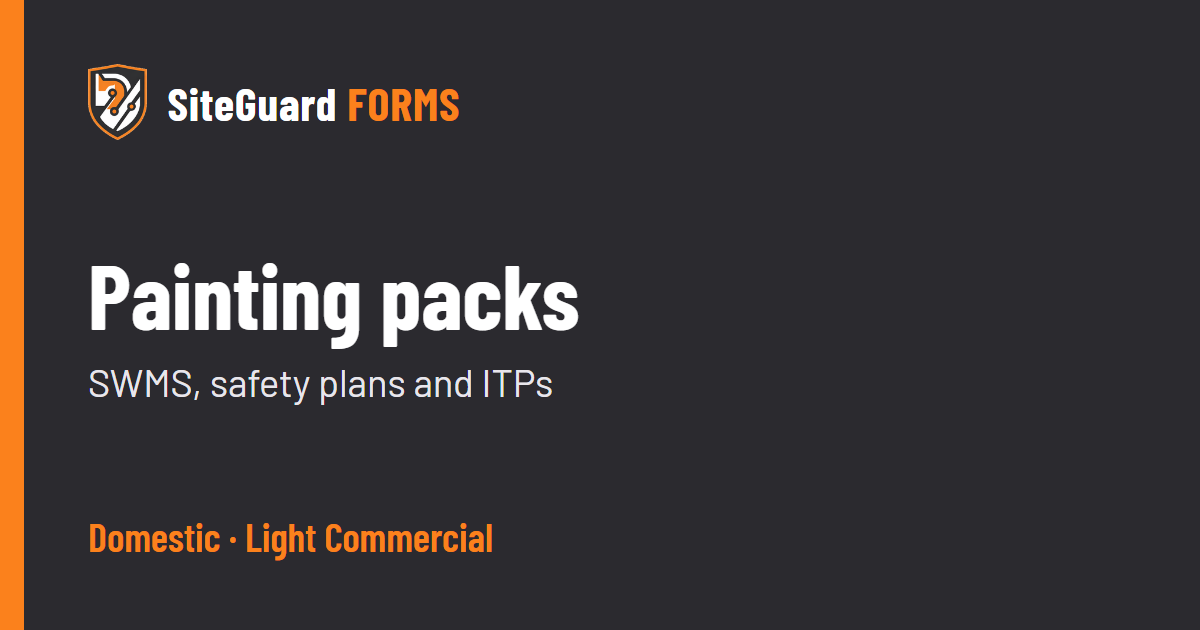 SiteGuard FORMS
Painting packs
SWMS, safety plans and ITPs
Domestic · Light Commercial